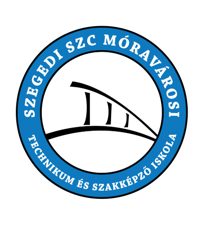 SZEGEDI SZC MÓRAVÁROSI
TECHNIKUM ÉS SZAKKÉPZŐ ISKOLA